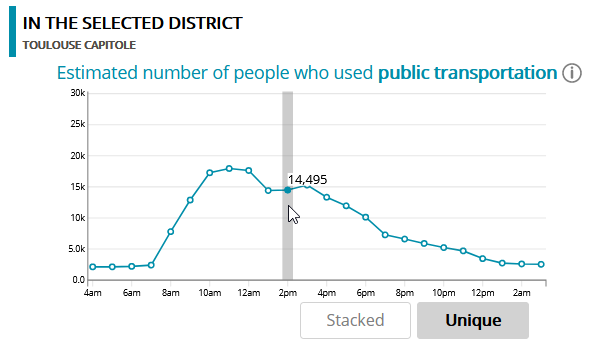 IN THE SELECTED DISTRICT
TOULOUSE CAPITOLE
Estimated number of people who used public transportation i
30k
25k
20k
15k
10k
5.0k
0.0
14,495
4am 6am 8am 10am 12am 2pm 4pm 6pm 8pm 10pm 12pm 2am
Stacked Unique